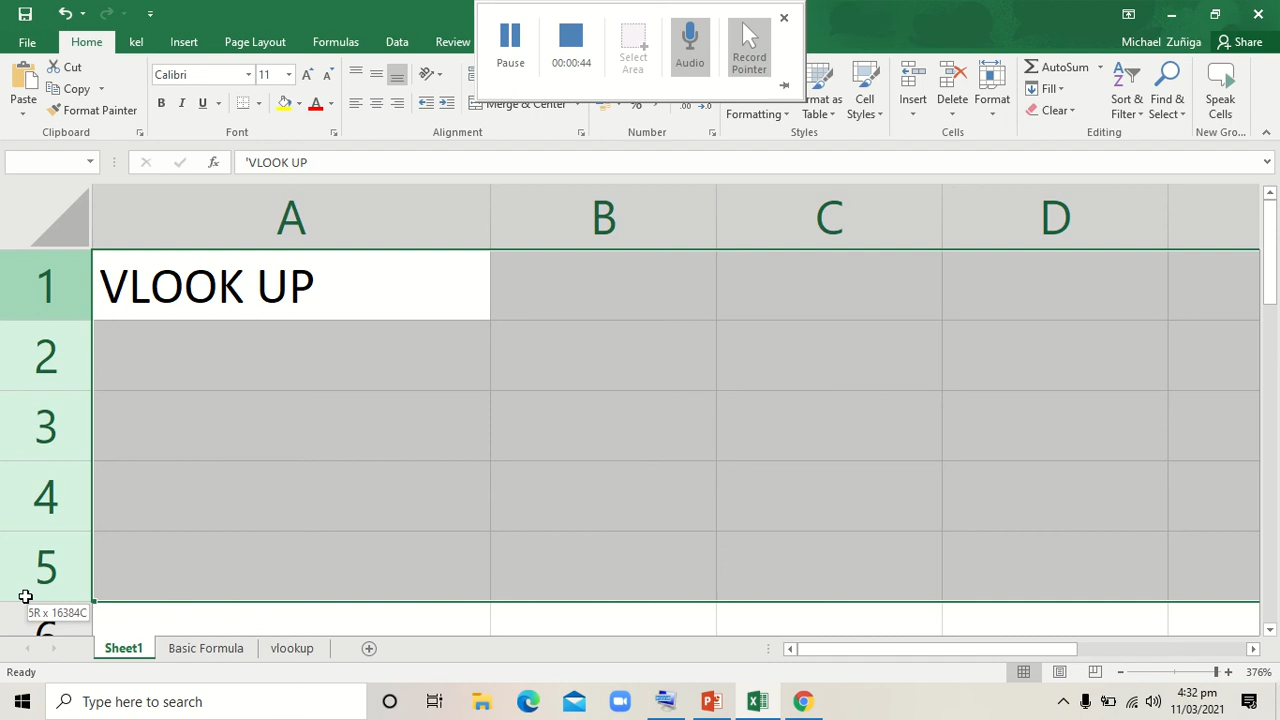 File
Home
kel
Insert
Page Layout
Formulas
Data
Review
Pause
00:00:44
Select Area
Audio
Record Pointer
Michael Zuñiga
Share
Cut
Copy
Paste
Format Painter
Calibri
11
B I U
Merge & Center
%
Formatting
as
Table
Cell Styles
Insert
Delete
Format
AutoSum
Fill
Clear
Sort & Filter
Find & Select
Speak Cells
Clipboard
Font
Alignment
Number
Styles
Cells
Editing
New Gro...
fx
'VLOOK UP
A B C D
1 VLOOK UP
2
3
4
5
5R x 16384C
6
Sheet1
Basic Formula
vlookup
Ready
376%
Type here to search
4:32 pm
11/03/2021